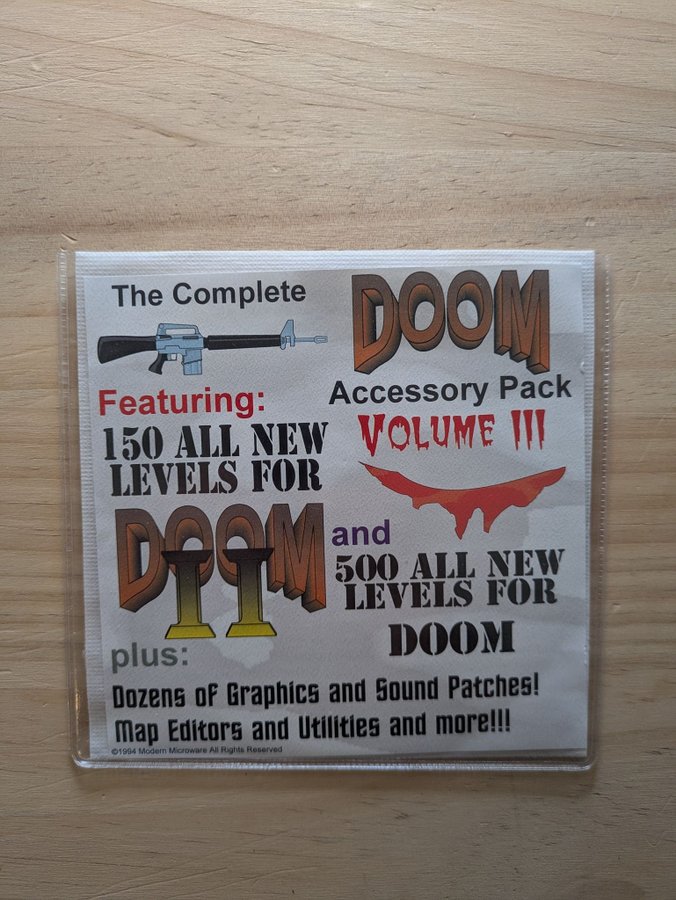 The Complete
DOOM
Accessory Pack
VOLUME III
Featuring:
150 ALL NEW
LEVELS FOR
DOOM
II
and
500 ALL NEW
LEVELS FOR
DOOM
plus:
Dozens of Graphics and Sound Patches!
Map Editors and Utilities and more!!!
©1994 Modern Microware All Rights Reserved